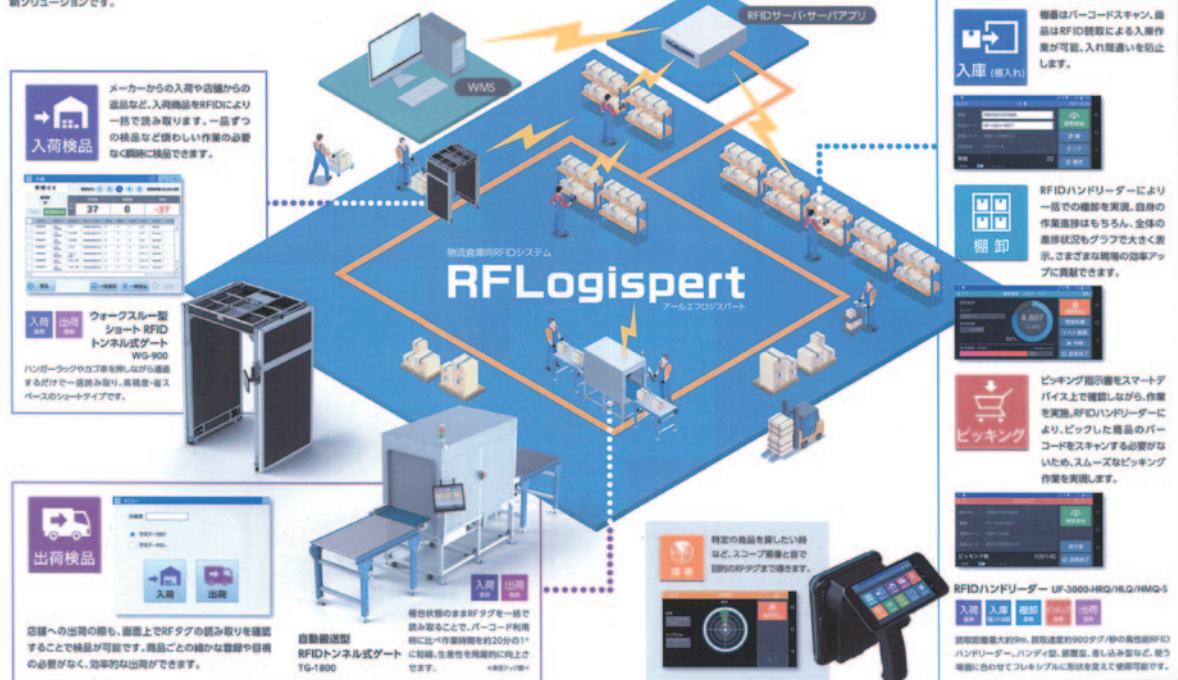 新ソリューションです。
RFIDサーバ・サーバアプリ
WMS
入荷検品
メーカーからの入荷や店舗からの
返品など、入荷商品をRFIDにより
一括で読み取ります。一品ずつ
の検品など煩わしい作業の必要
なく瞬時に検品できます。
37
0
-37
入荷
出荷
ウォークスルー型
ショート RFID
トンネル式ゲート
WG-900
ハンガーラックやカゴ車を押しながら通過
するだけで一括読み取り。高精度・省ス
ペースのショートタイプです。
物流倉庫向RFIDシステム
RFLogispert
アールエフロジスパート
出荷検品
メニュー
入荷
出荷
店舗への出荷の際も、画面上でRFタグの読み取りを確認
することで検品が可能です。商品ごとの細かな登録や目視
の必要がなく、効率的な出荷ができます。
自動搬送型
RFIDトンネル式ゲート
TG-1800
入荷
出荷
梱包状態のままRFタグを一括で
読み取ることで、バーコード利用
時に比べ作業時間を約20分の1*
に短縮。生産性を飛躍的に向上さ
せます。
特定の商品を探したい時
など、スコープ画像と音で
目的のRFタグまで導きます。
入庫 (棚入れ)
棚番はバーコードスキャン、商
品はRFID読取による入庫作
業が可能、入れ間違いを防止
します。
25
棚卸
RFIDハンドリーダーにより
一括での棚卸を実現。自身の
作業進捗はもちろん、全体の
進捗状況もグラフで大きく表
示。さまざまな現場の効率アッ
プに貢献できます。
8,807
ピッキング
ピッキング指示書をスマートデ
バイス上で確認しながら、作業
を実施。RFIDハンドリーダーに
より、ピックした商品のバー
コードをスキャンする必要がな
いため、スムーズなピッキング
作業を実現します。
100/145
RFIDハンドリーダー UF-3000-HRQ/HLQ/HMQ-S
入荷
入庫
棚卸
ピッキング
出荷
読取距離最大約9m、読取速度約900タグ/秒の高性能RFID
ハンドリーダー。ハンディ型、据置型、差し込み型など、使う
場面に合わせてフレキシブルに形状を変えて使用可能です。